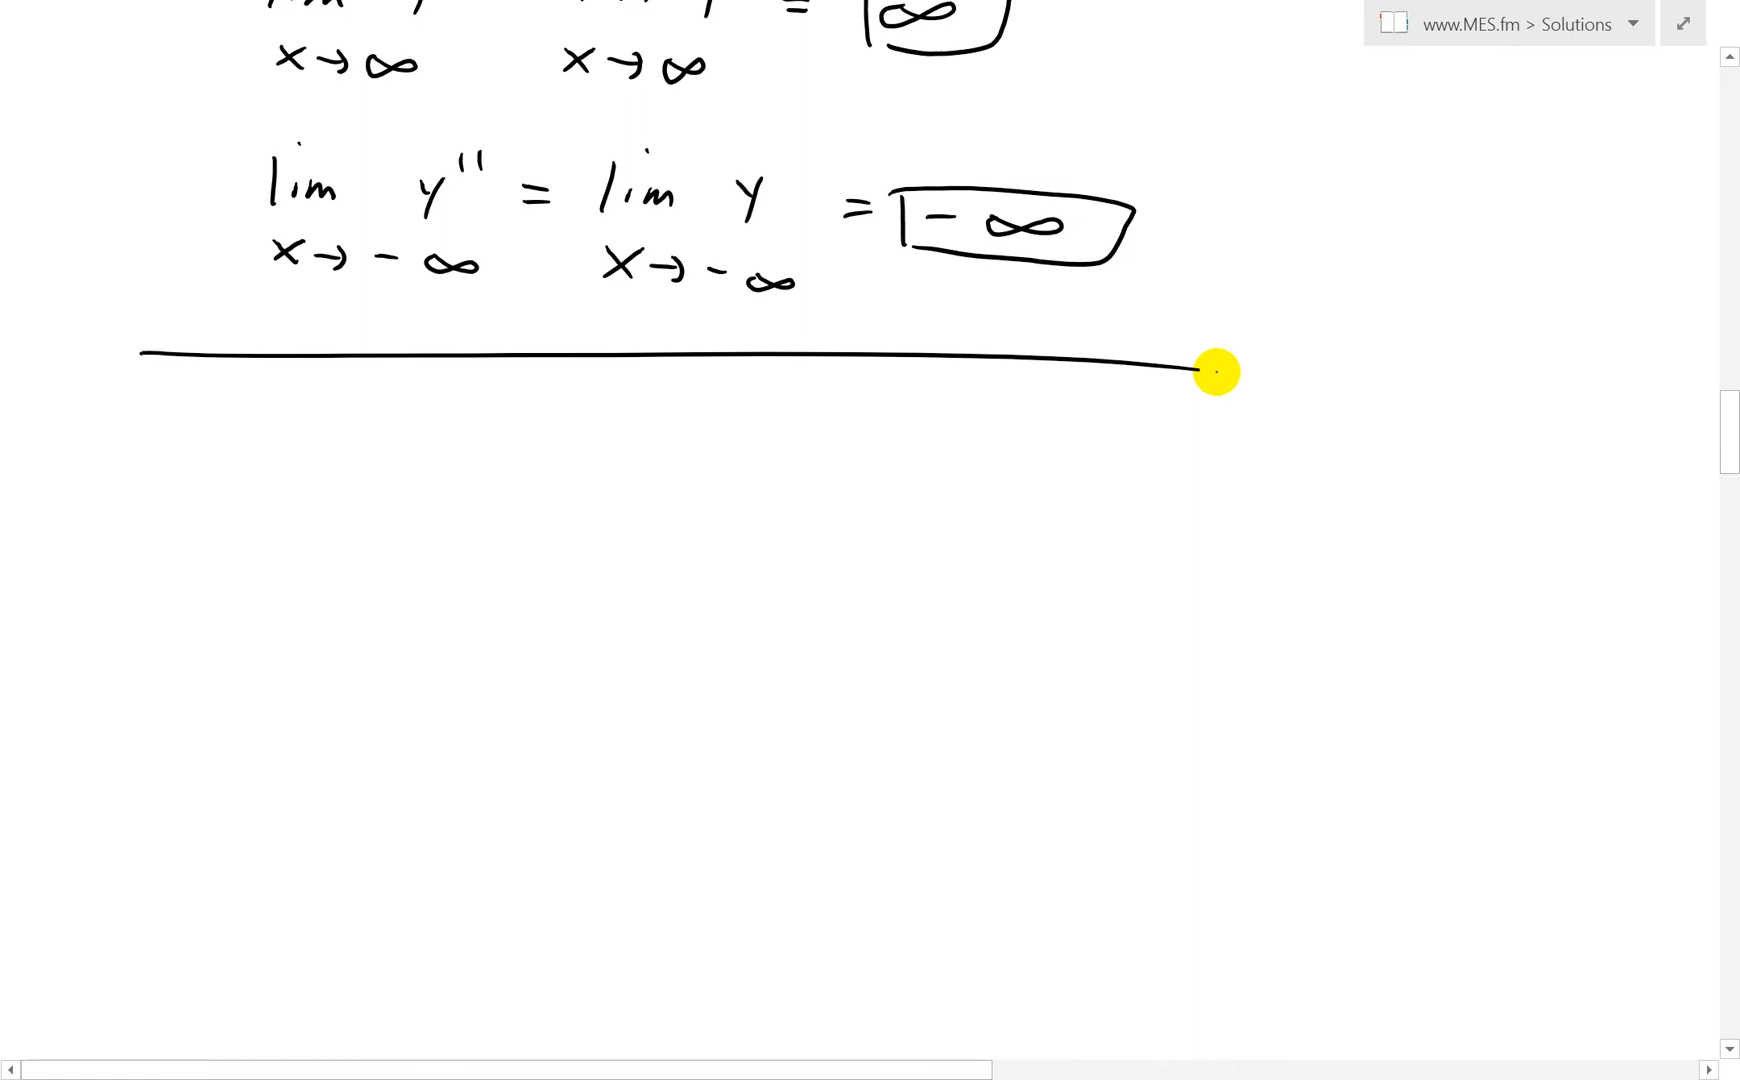 www.MES.fm > Solutions
= ∞
x → ∞ x → ∞
lim y'' = lim y = - ∞
x → - ∞ x → - ∞